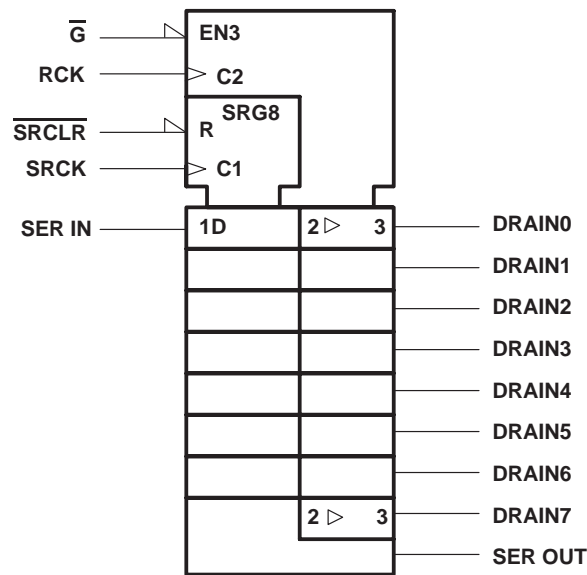 G̅ EN3
RCK C2
SRG8
S̅R̅C̅L̅R̅ R
SRCK C1
SER IN 1D 2 3 DRAIN0
DRAIN1
DRAIN2
DRAIN3
DRAIN4
DRAIN5
DRAIN6
2 3 DRAIN7
SER OUT